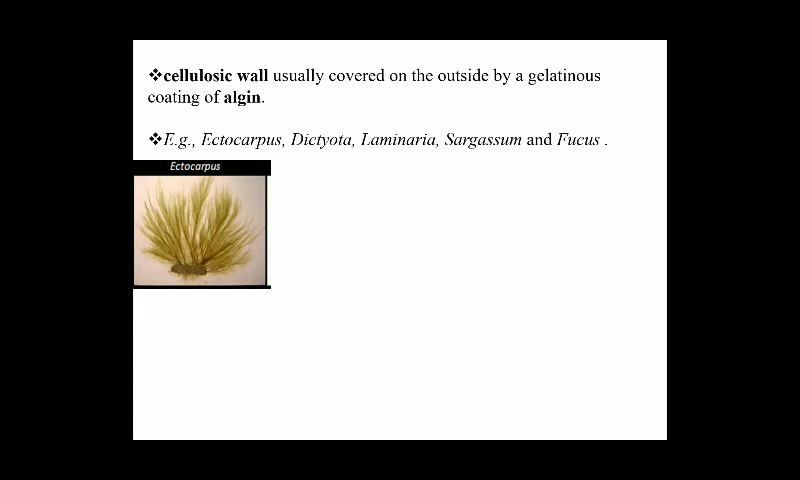 ❖cellulosic wall usually covered on the outside by a gelatinous
coating of algin.
❖E.g., Ectocarpus, Dictyota, Laminaria, Sargassum and Fucus .
Ectocarpus